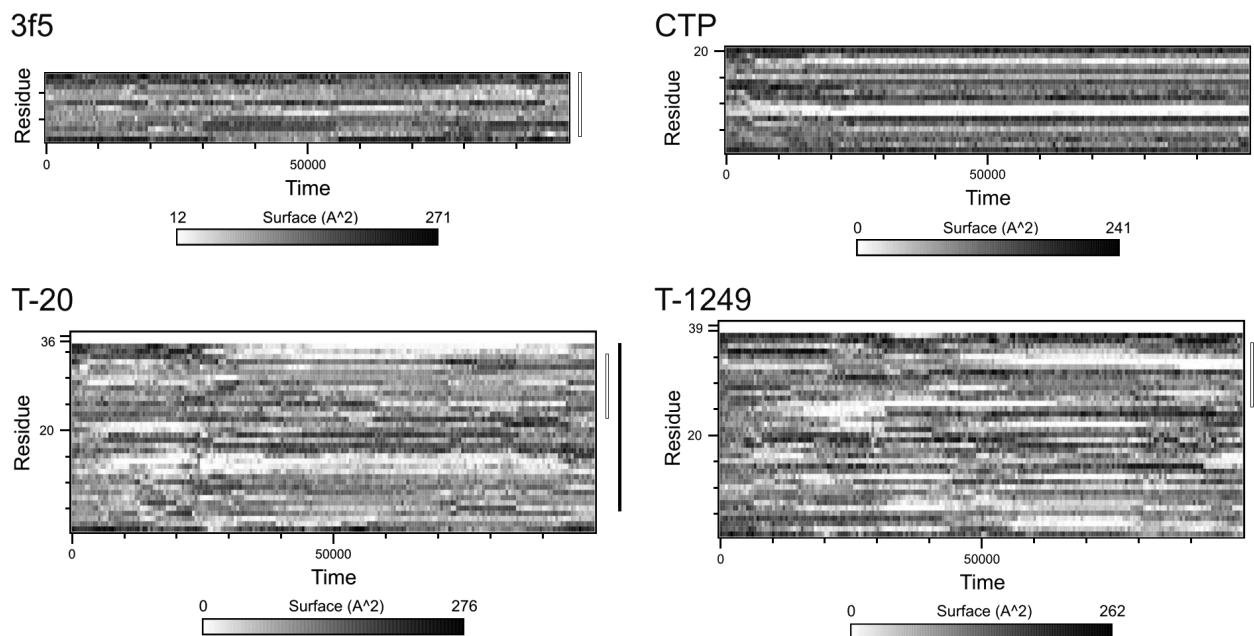 3f5
Residue
0
50000
Time
12
Surface (A^2)
271
CTP
20
Residue
0
50000
Time
0
Surface (A^2)
241
T-20
36
20
Residue
0
50000
Time
0
Surface (A^2)
276
T-1249
39
20
Residue
0
50000
Time
0
Surface (A^2)
262